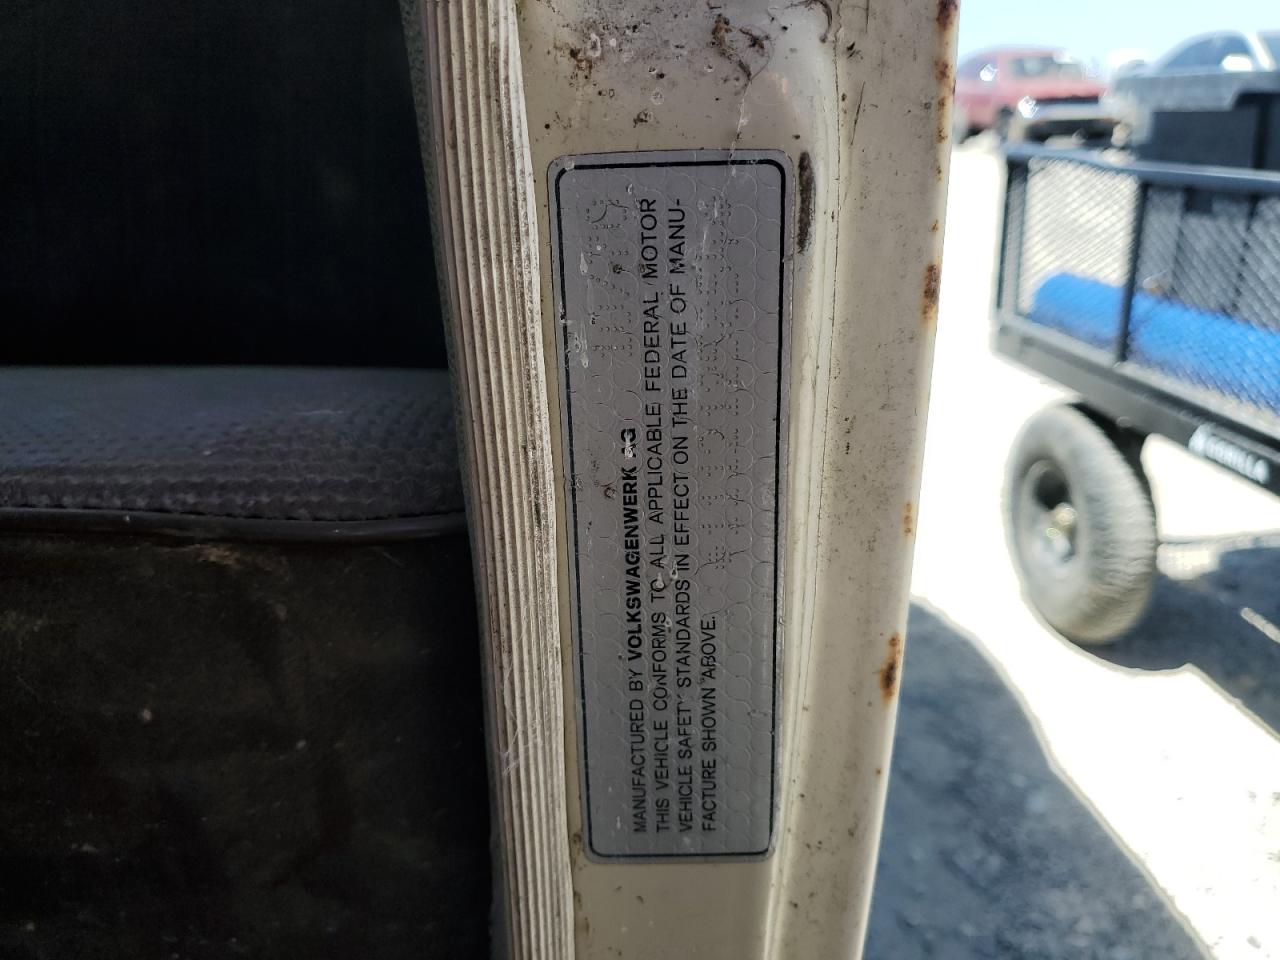 MANUFACTURED BY VOLKSWAGENWERK AG
THIS VEHICLE CONFORMS TO ALL APPLICABLE FEDERAL MOTOR
VEHICLE SAFETY STANDARDS IN EFFECT ON THE DATE OF MANU-
FACTURE SHOWN ABOVE.
GORILLA